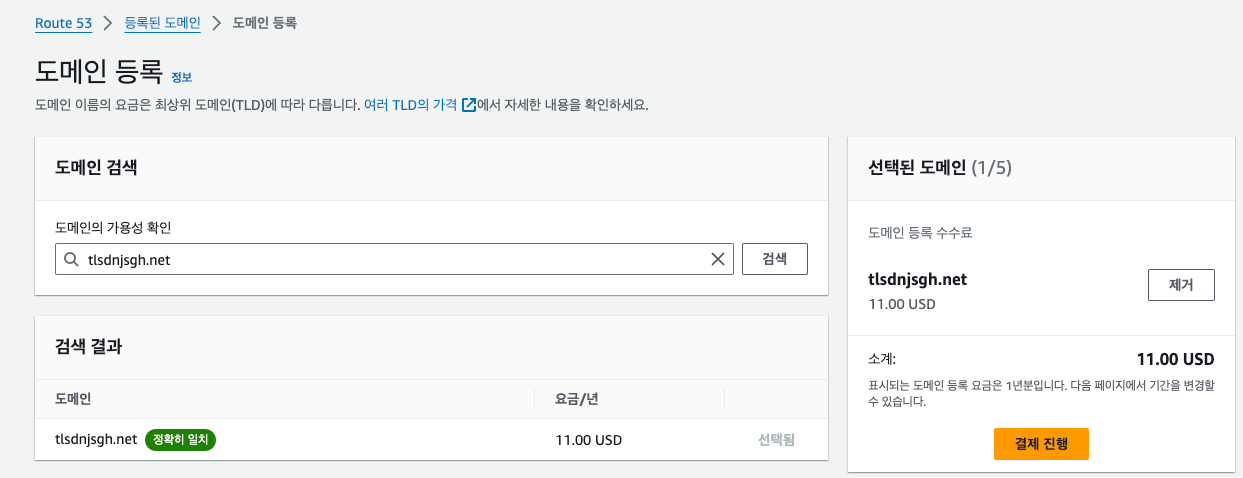 Route 53 > 등록된 도메인 > 도메인 등록
도메인 등록 정보
도메인 이름의 요금은 최상위 도메인(TLD)에 따라 다릅니다. 여러 TLD의 가격에서 자세한 내용을 확인하세요.
도메인 검색
도메인의 가용성 확인
tlsdnjsgh.net
검색
검색 결과
도메인 요금/년
tlsdnjsgh.net 정확히 일치 11.00 USD 선택됨
선택된 도메인 (1/5)
도메인 등록 수수료
tlsdnjsgh.net
제거
11.00 USD
소계: 11.00 USD
표시되는 도메인 등록 요금은 1년분입니다. 다음 페이지에서 기간을 변경할
수 있습니다.
결제 진행